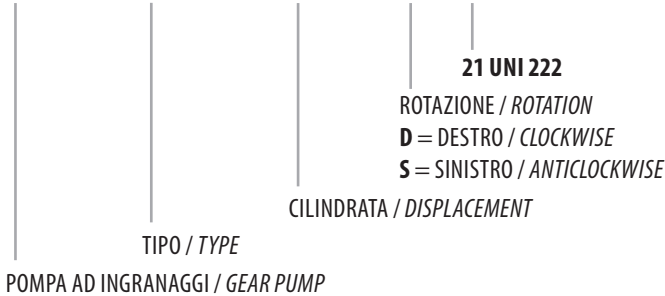 21 UNI 222
ROTAZIONE / ROTATION
D = DESTRO / CLOCKWISE
S = SINISTRO / ANTICLOCKWISE
CILINDRATA / DISPLACEMENT
TIPO / TYPE
POMPA AD INGRANAGGI / GEAR PUMP